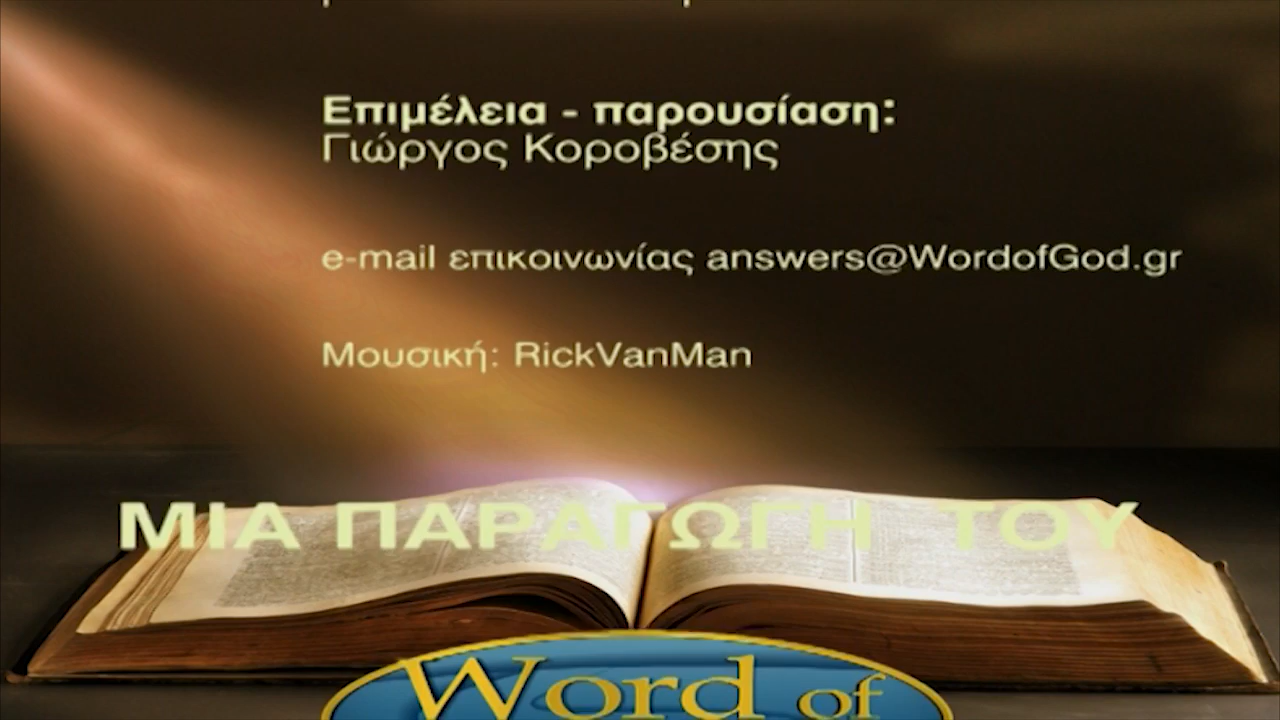 Επιμέλεια - παρουσίαση:
Γιώργος Κοροβέσης
e-mail επικοινωνίας answers@WordofGod.gr
Μουσική: RickVanMan
ΜΙΑ ΠΑΡΑΓΩΓΗ ΤΟΥ
Word of